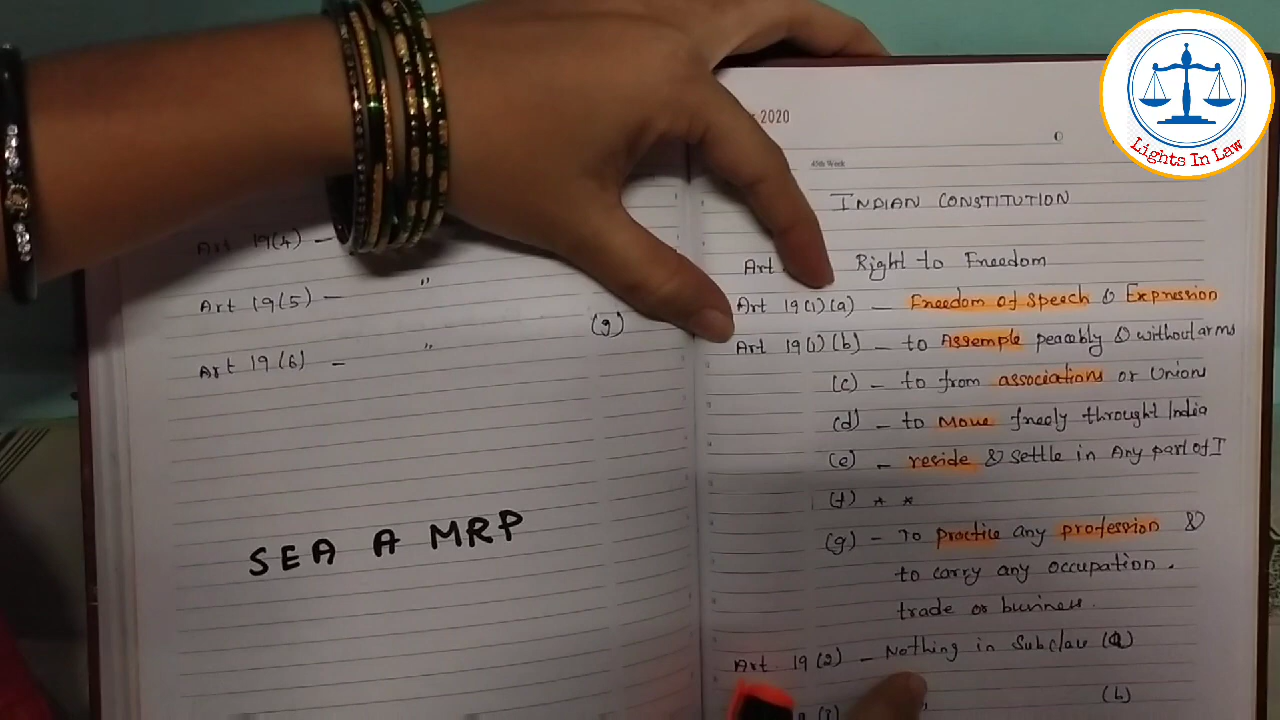 Art 19(4) —
Art 19(5) — "
(g)
Art 19(6) — "
SEA A MRP
2020
45th Week
INDIAN CONSTITUTION
Art Right to Freedom
Art 19(1)(a) — Freedom of Speech & Expression
Art 19(1)(b) — to Assemple peacebly & without arms
(c) — to from associations or Unions
(d) — to Move freely throught India
(e) — reside & settle in Any part of I
(f) * *
(g) — To practice any profession &
to carry any occupation.
trade or business.
Art 19(2) — Nothing in Subclau (a)
(b)
Lights In Law